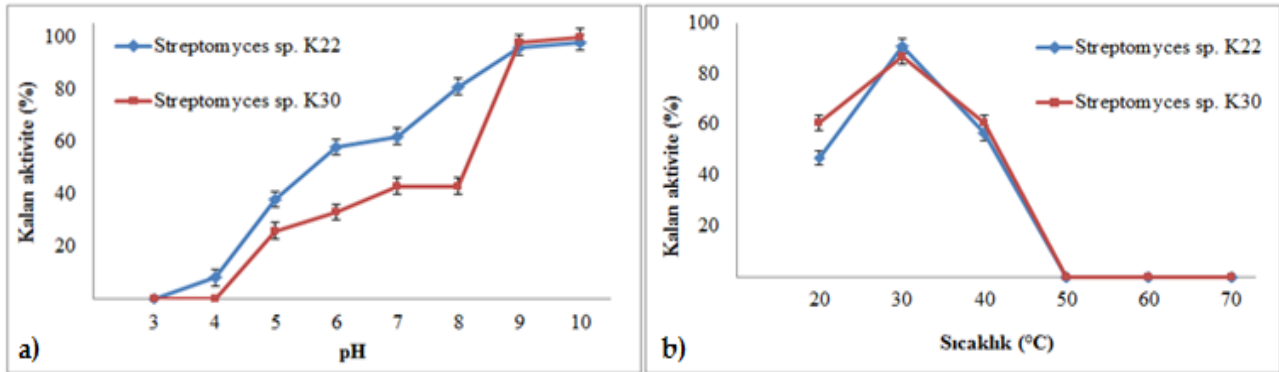 100
80
60
40
20
Kalan aktivite (%)
Streptomyces sp. K22
Streptomyces sp. K30
3 4 5 6 7 8 9 10
pH
a)
100
80
60
40
20
Kalan aktivite (%)
Streptomyces sp. K22
Streptomyces sp. K30
20 30 40 50 60 70
Sıcaklık (°C)
b)